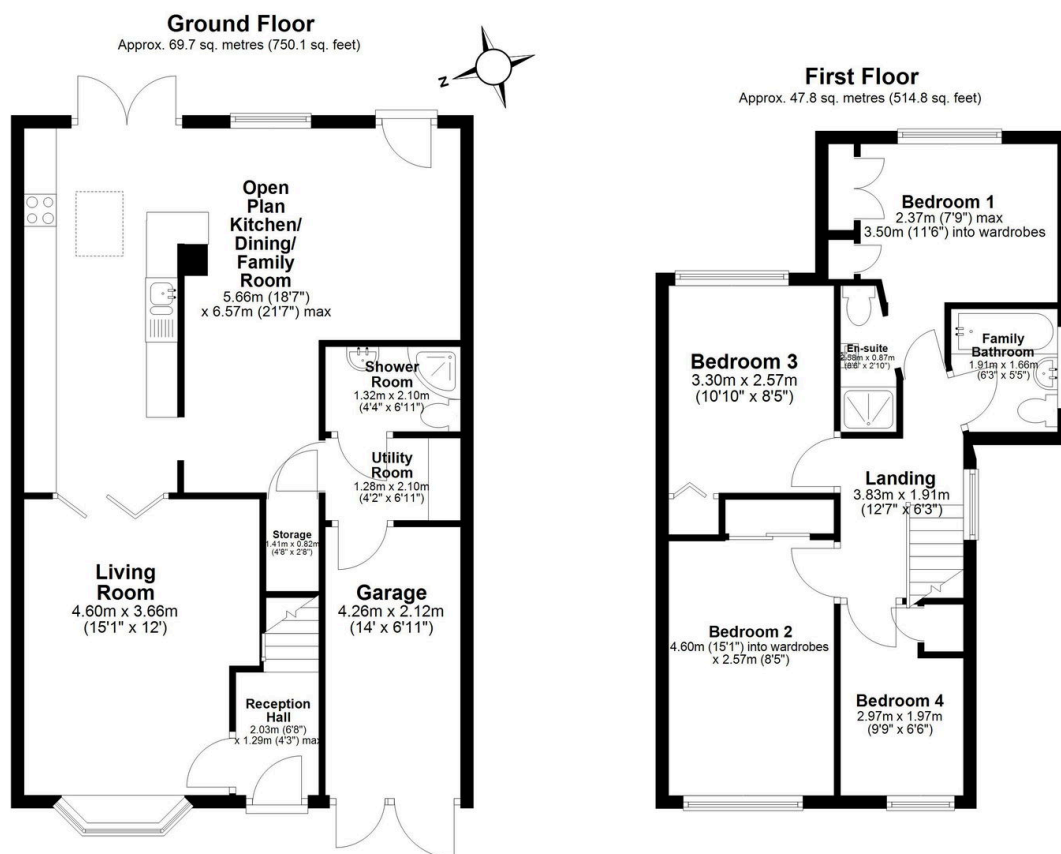 Ground Floor
Approx. 69.7 sq. metres (750.1 sq. feet)
N
Open
Plan
Kitchen/
Dining/
Family
Room
5.66m (18'7")
x 6.57m (21'7") max
Shower
Room
1.32m x 2.10m
(4'4" x 6'11")
Utility
Room
1.28m x 2.10m
(4'2" x 6'11")
Storage
1.41m x 0.82m
(4'8" x 2'8")
Living
Room
4.60m x 3.66m
(15'1" x 12')
Garage
4.26m x 2.12m
(14' x 6'11")
Reception
Hall
2.03m (6'8")
x 1.29m (4'3") max
First Floor
Approx. 47.8 sq. metres (514.8 sq. feet)
Bedroom 1
2.37m (7'9") max
3.50m (11'6") into wardrobes
En-suite
2.58m x 0.87m
(8'6" x 2'10")
Family
Bathroom
1.91m x 1.66m
(6'3" x 5'5")
Bedroom 3
3.30m x 2.57m
(10'10" x 8'5")
Landing
3.83m x 1.91m
(12'7" x 6'3")
Bedroom 2
4.60m (15'1") into wardrobes
x 2.57m (8'5")
Bedroom 4
2.97m x 1.97m
(9'9" x 6'6")